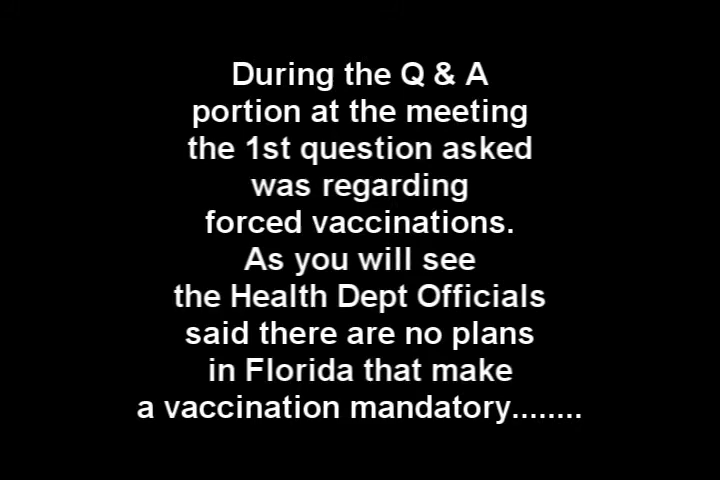 During the Q & A
portion at the meeting
the 1st question asked
was regarding
forced vaccinations.
As you will see
the Health Dept Officials
said there are no plans
in Florida that make
a vaccination mandatory........